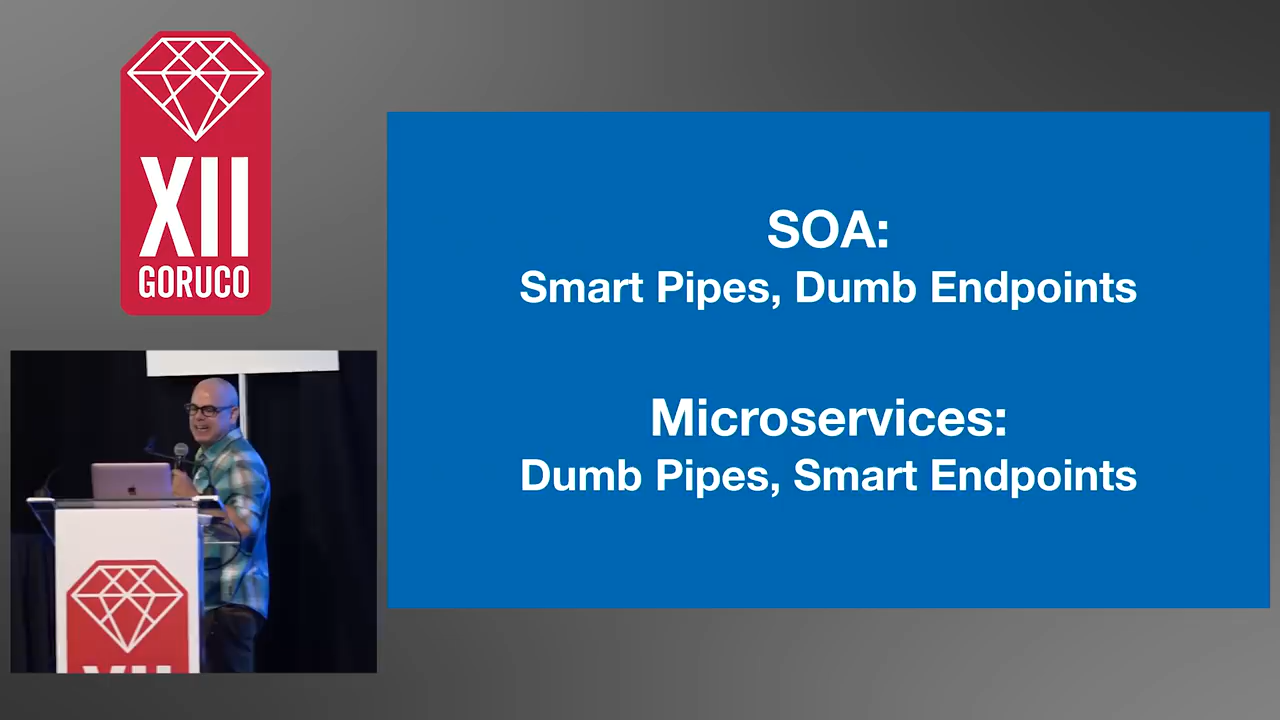 XII
GORUCO
SOA:
Smart Pipes, Dumb Endpoints
Microservices:
Dumb Pipes, Smart Endpoints
XII